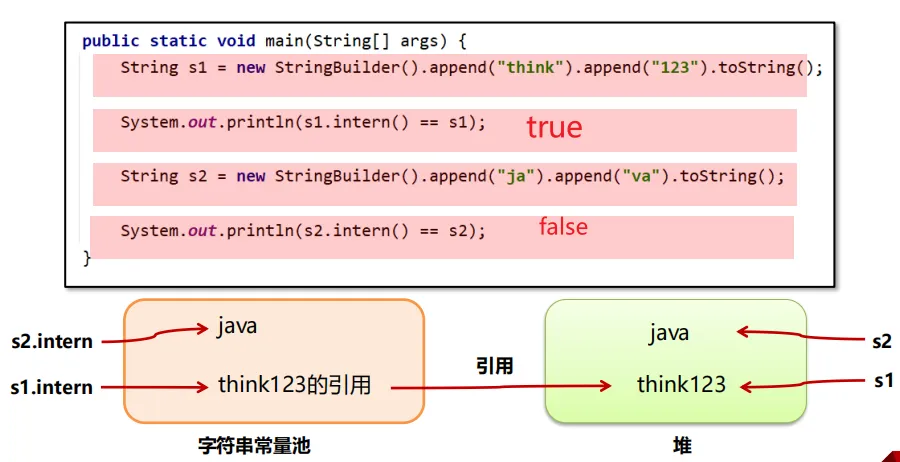 public static void main(String[] args) {
String s1 = new StringBuilder().append("think").append("123").toString();
System.out.println(s1.intern() == s1); true
String s2 = new StringBuilder().append("ja").append("va").toString();
System.out.println(s2.intern() == s2); false
}
s2.intern java java s2
s1.intern think123的引用 引用 think123 s1
字符串常量池 堆